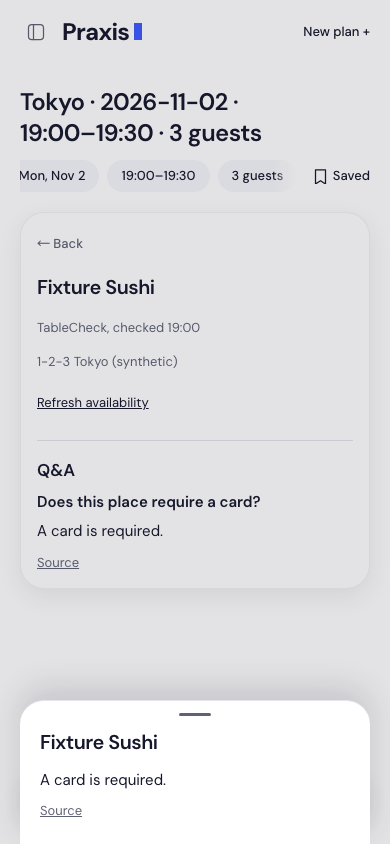 Praxis
New plan +
Tokyo · 2026-11-02 ·
19:00–19:30 · 3 guests
Mon, Nov 2
19:00–19:30
3 guests
Saved
← Back
Fixture Sushi
TableCheck, checked 19:00
1-2-3 Tokyo (synthetic)
Refresh availability
Q&A
Does this place require a card?
A card is required.
Source
Fixture Sushi
A card is required.
Source